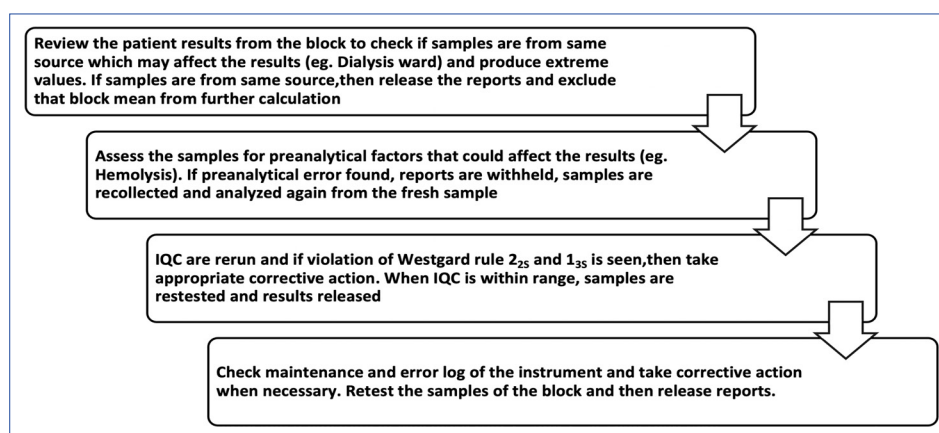 Review the patient results from the block to check if samples are from same
source which may affect the results (eg. Dialysis ward) and produce extreme
values. If samples are from same source,then release the reports and exclude
that block mean from further calculation
Assess the samples for preanalytical factors that could affect the results (eg.
Hemolysis). If preanalytical error found, reports are withheld, samples are
recollected and analyzed again from the fresh sample
IQC are rerun and if violation of Westgard rule 2₂S and 1₃S is seen,then take
appropriate corrective action. When IQC is within range, samples are
restested and results released
Check maintenance and error log of the instrument and take corrective action
when necessary. Retest the samples of the block and then release reports.